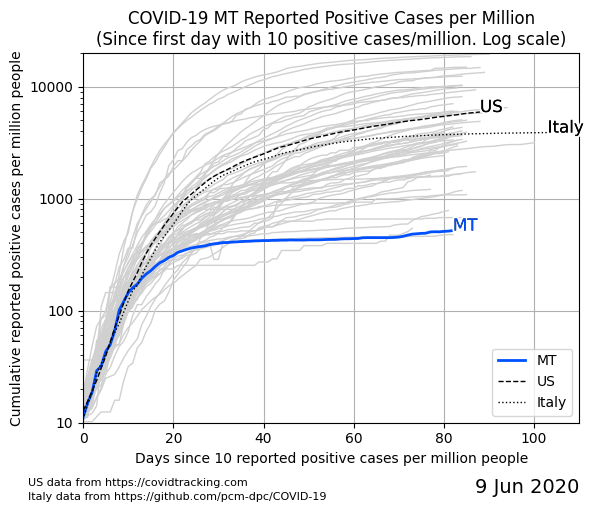 COVID-19 MT Reported Positive Cases per Million
(Since first day with 10 positive cases/million. Log scale)
Cumulative reported positive cases per million people
10000
1000
100
10
US
Italy
MT
MT
US
Italy
0 20 40 60 80 100
Days since 10 reported positive cases per million people
US data from https://covidtracking.com
Italy data from https://github.com/pcm-dpc/COVID-19
9 Jun 2020